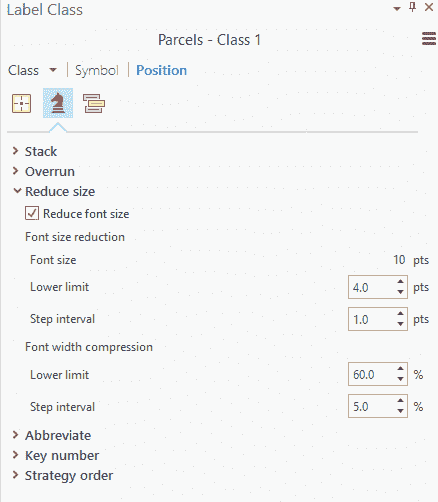 Label Class
Parcels - Class 1
Class Symbol Position
Stack
Overrun
Reduce size
Reduce font size
Font size reduction
Font size 10 pts
Lower limit 4.0 pts
Step interval 1.0 pts
Font width compression
Lower limit 60.0 %
Step interval 5.0 %
Abbreviate
Key number
Strategy order